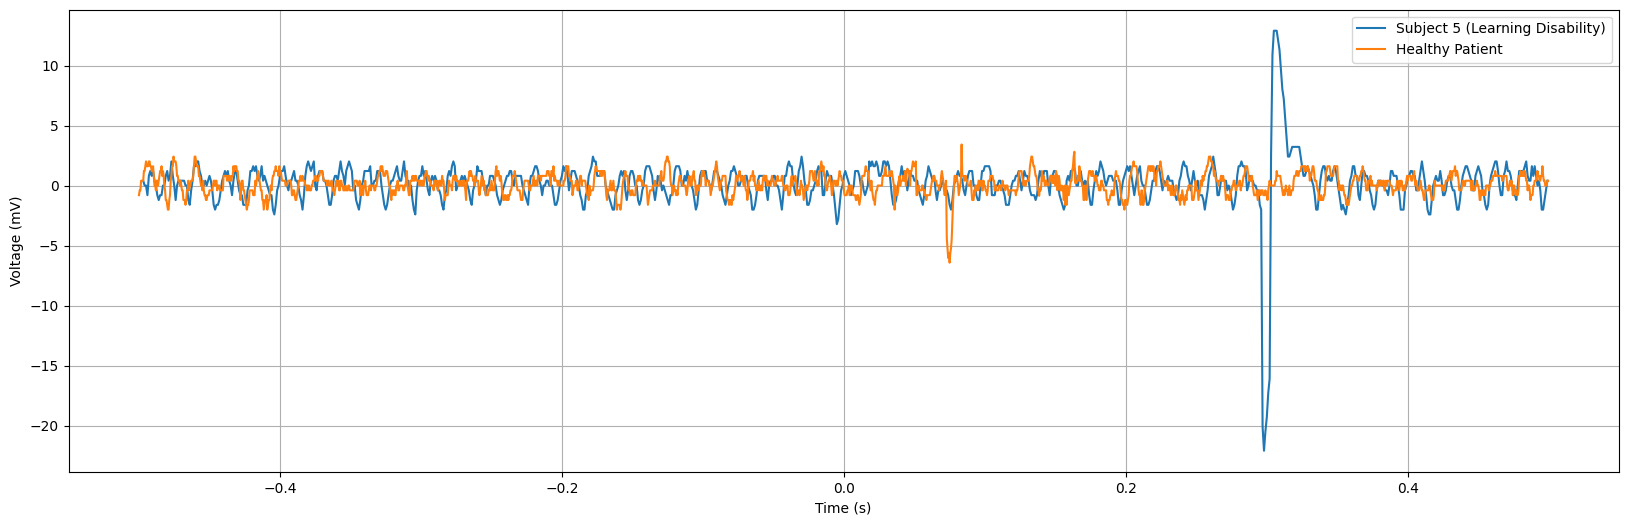 Subject 5 (Learning Disability)
Healthy Patient
10
5
0
−5
−10
−15
−20
Voltage (mV)
−0.4 −0.2 0.0 0.2 0.4
Time (s)